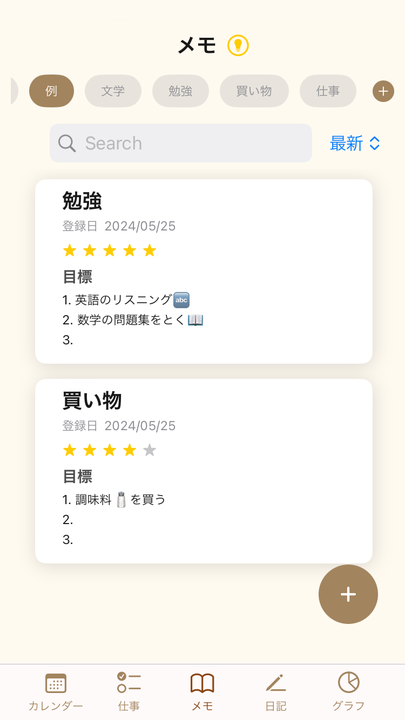 メモ
例 文学 勉強 買い物 仕事 +
Search 最新
勉強
登録日 2024/05/25
目標
1. 英語のリスニング🔤
2. 数学の問題集をとく📖
3.
買い物
登録日 2024/05/25
目標
1. 調味料🧂を買う
2.
3.
+
カレンダー 仕事 メモ 日記 グラフ